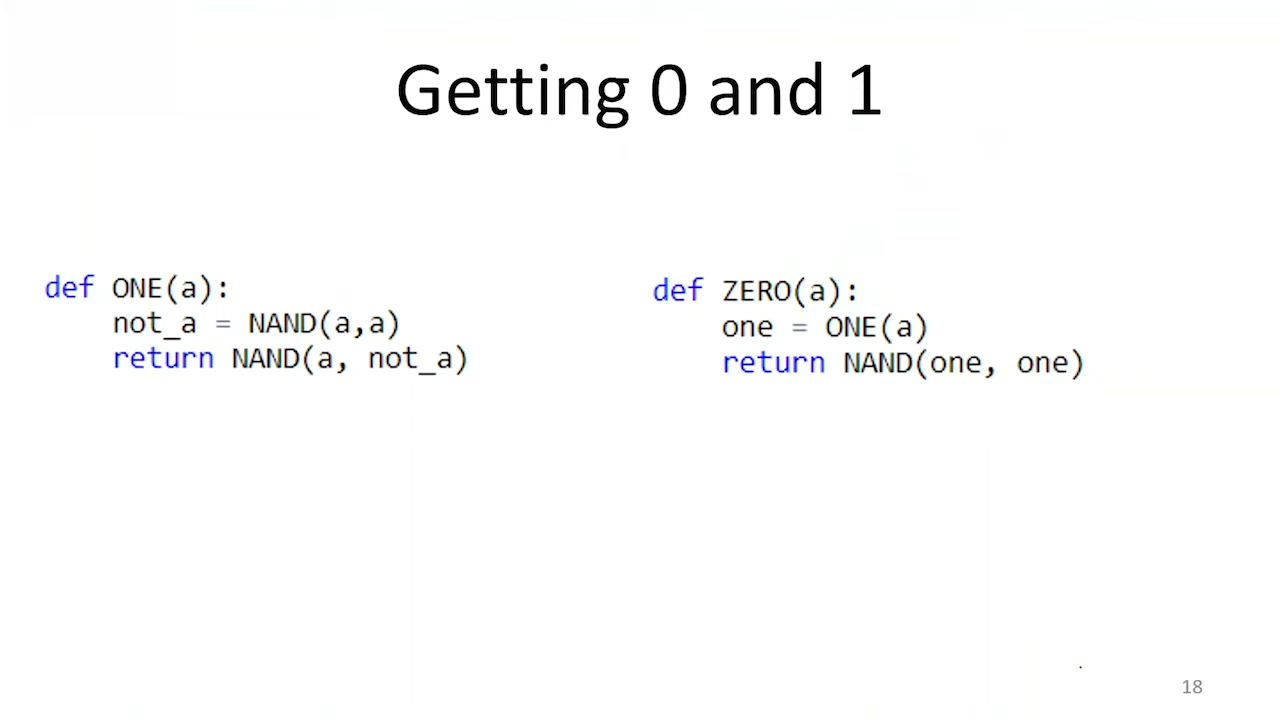 Getting 0 and 1
def ONE(a):
    not_a = NAND(a,a)
    return NAND(a, not_a)
def ZERO(a):
    one = ONE(a)
    return NAND(one, one)
18